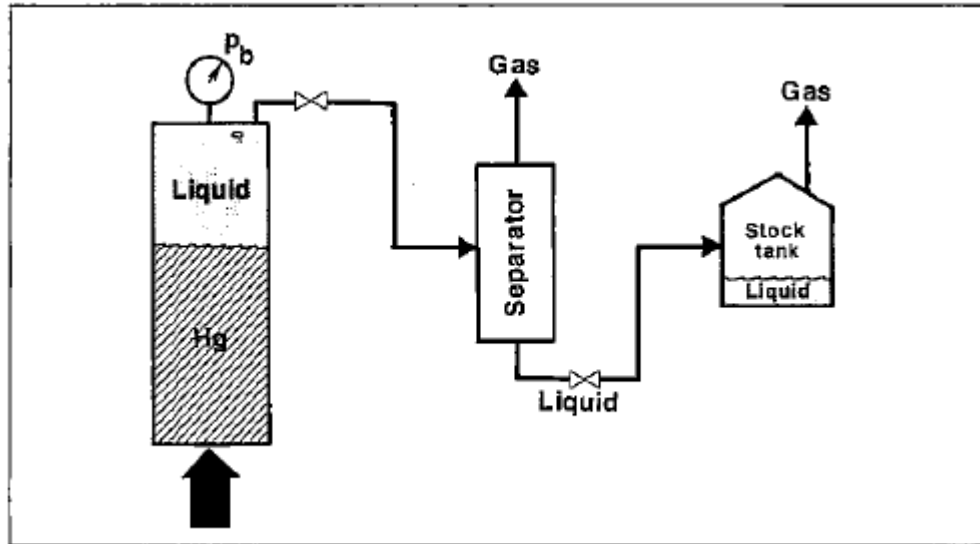 Pb
Liquid
Hg
Gas
Separator
Liquid
Gas
Stock
tank
Liquid